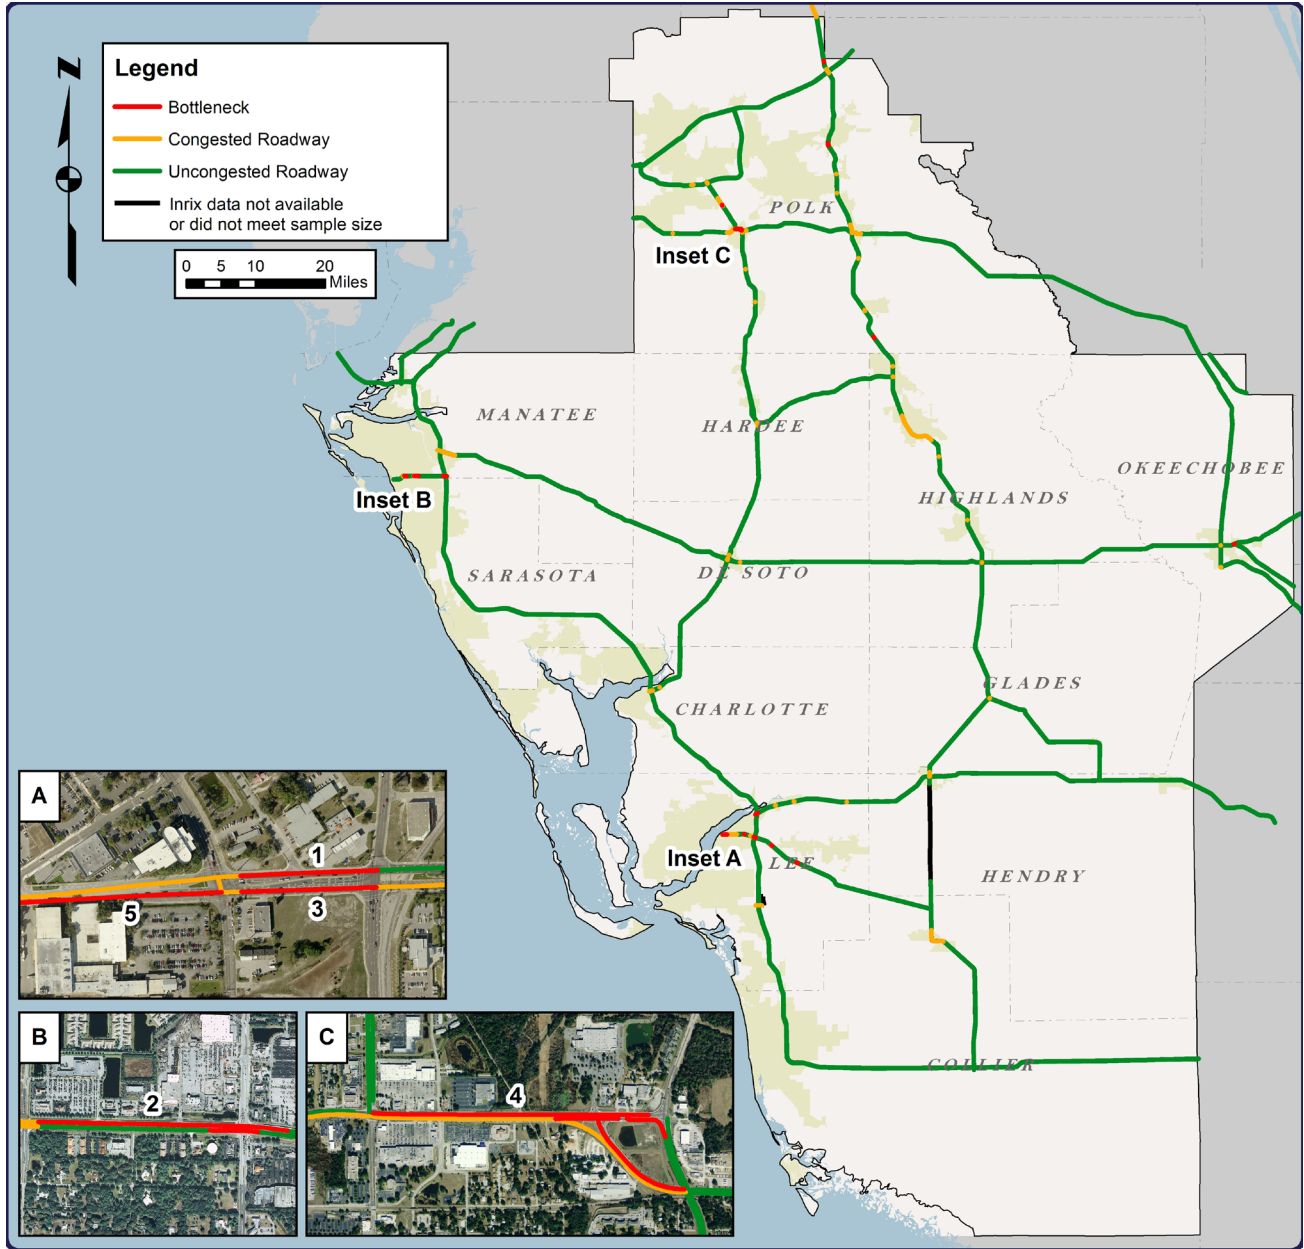 N
Legend
Bottleneck
Congested Roadway
Uncongested Roadway
Inrix data not available
or did not meet sample size
0 5 10 20
Miles
POLK
Inset C
MANATEE
HARDEE
OKEECHOBEE
HIGHLANDS
Inset B
SARASOTA
DE SOTO
GLADES
CHARLOTTE
Inset A
LEE
HENDRY
COLLIER
A
1
3
5
B
2
C
4